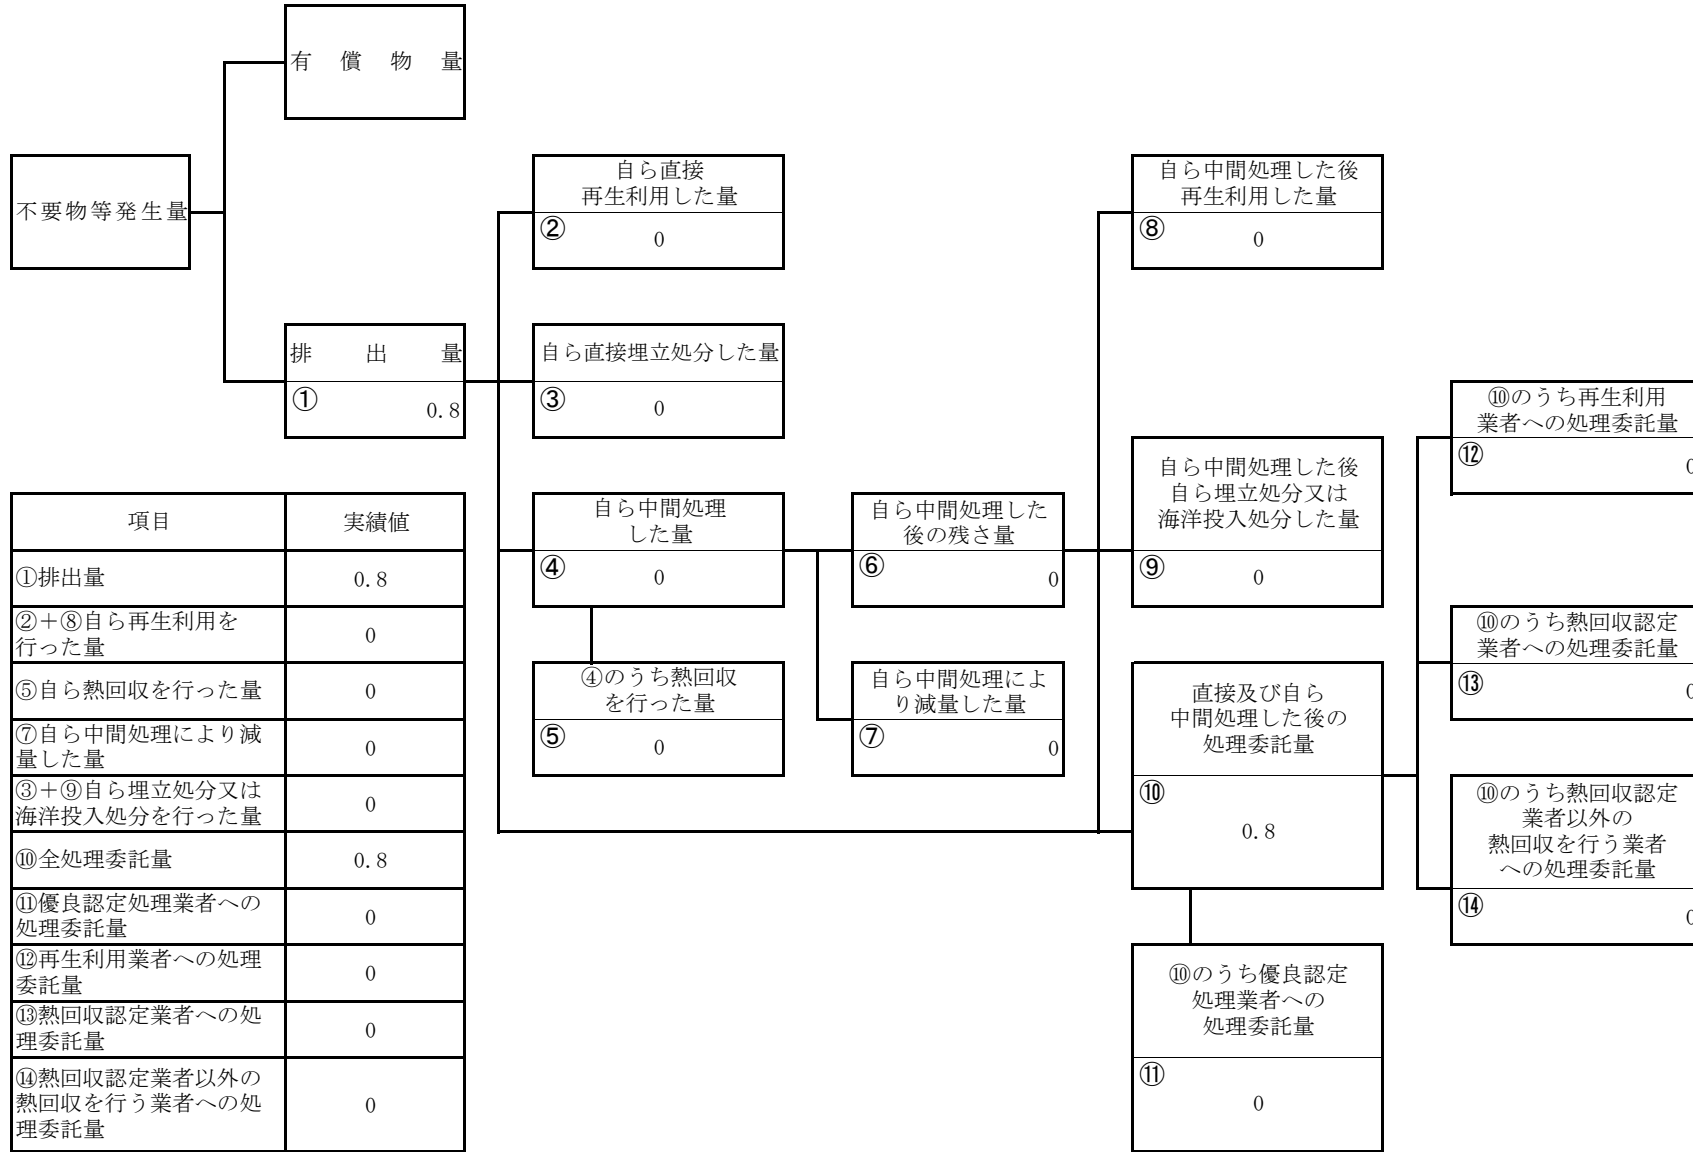 有償物量
不要物等発生量
自ら直接
再生利用した量
② 0
自ら中間処理した後
再生利用した量
⑧ 0
排出量
① 0.8
自ら直接埋立処分した量
③ 0
⑩のうち再生利用
業者への処理委託量
⑫ 0
自ら中間処理した後
自ら埋立処分又は
海洋投入処分した量
⑨ 0
自ら中間処理
した量
④ 0
自ら中間処理した
後の残さ量
⑥ 0
⑩のうち熱回収認定
業者への処理委託量
⑬ 0
④のうち熱回収
を行った量
⑤ 0
自ら中間処理によ
り減量した量
⑦ 0
直接及び自ら
中間処理した後の
処理委託量
⑩
0.8
⑩のうち熱回収認定
業者以外の
熱回収を行う業者
への処理委託量
⑭ 0
⑩のうち優良認定
処理業者への
処理委託量
⑪
0
項目 実績値
①排出量 0.8
②+⑧自ら再生利用を
行った量 0
⑤自ら熱回収を行った量 0
⑦自ら中間処理により減
量した量 0
③+⑨自ら埋立処分又は
海洋投入処分を行った量 0
⑩全処理委託量 0.8
⑪優良認定処理業者への
処理委託量 0
⑫再生利用業者への処理
委託量 0
⑬熱回収認定業者への処
理委託量 0
⑭熱回収認定業者以外の
熱回収を行う業者への処
理委託量 0